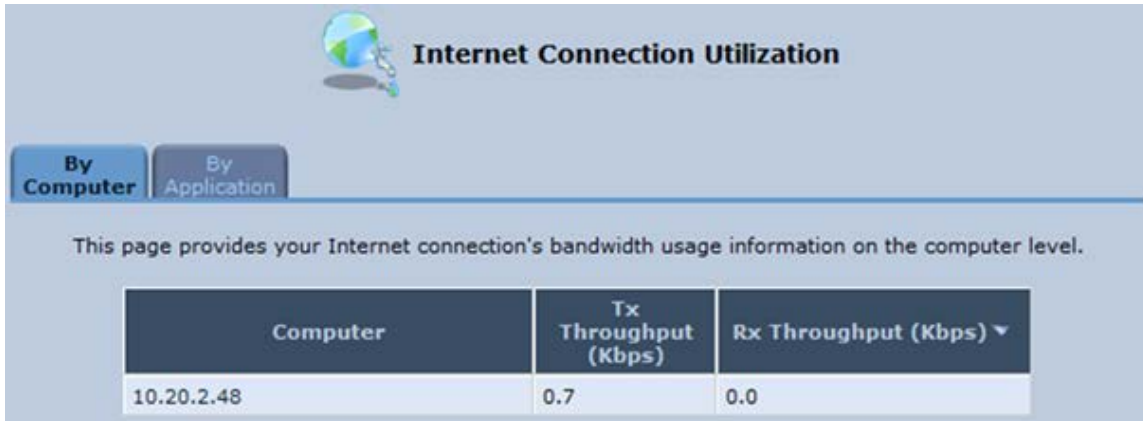 Internet Connection Utilization
By
Computer
By
Application
This page provides your Internet connection's bandwidth usage information on the computer level.
Computer
Tx
Throughput
(Kbps)
Rx Throughput (Kbps)
10.20.2.48
0.7
0.0